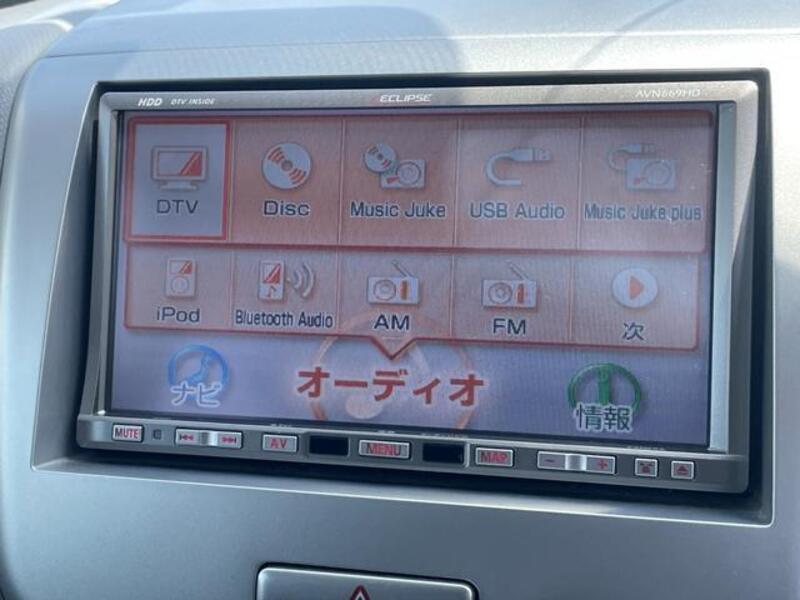 HDD DTV INSIDE ECLIPSE AVN669HD
DTV Disc Music Juke USB Audio Music Juke plus
iPod Bluetooth Audio AM FM 次
ナビ オーディオ 情報
MUTE AV MENU MAP